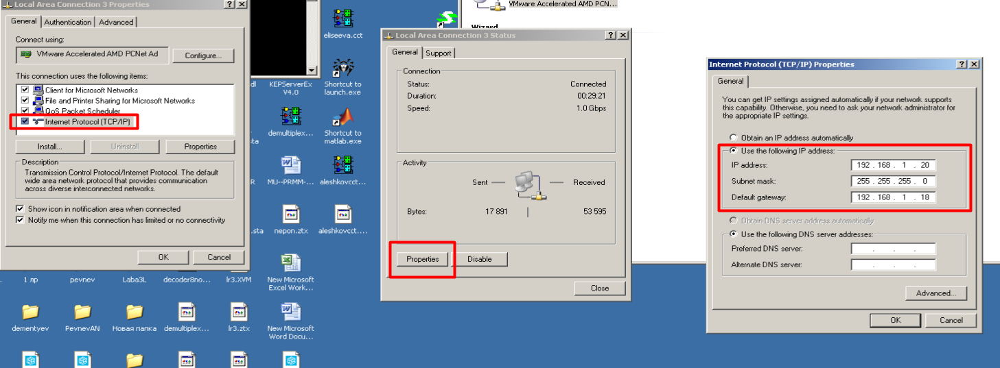 Local Area Connection 3 Properties
General
Authentication
Advanced
Connect using:
VMware Accelerated AMD PCNet Ad
Configure...
This connection uses the following items:
Client for Microsoft Networks
File and Printer Sharing for Microsoft Networks
QoS Packet Scheduler
Internet Protocol (TCP/IP)
Install...
Uninstall
Properties
Description
Transmission Control Protocol/Internet Protocol. The default
wide area network protocol that provides communication
across diverse interconnected networks.
Show icon in notification area when connected
Notify me when this connection has limited or no connectivity
OK
Cancel
eliseeva.cct
KEPServerEx
V4.0
Shortcut to
launch.exe
demultiplex...
Shortcut to
matlab.exe
MU--PRMM-...
aleshkovcct...
.sta
nepon.ztx
aleshkovcct....
1 лр
pevnev
Laba3L
decoder8no...
lr3.XVM
New Microsoft
Excel Work...
dementyev
PevnevAN
Новая папка
demultiplex...
lr3.ztx
New Microsoft
Word Docu...
VMware Accelerated AMD PCN...
Wizard
Local Area Connection 3 Status
General
Support
Connection
Status:
Connected
Duration:
00:29:21
Speed:
1.0 Gbps
Activity
Sent
Received
Bytes:
17 891
53 595
Properties
Disable
Close
Internet Protocol (TCP/IP) Properties
General
You can get IP settings assigned automatically if your network supports
this capability. Otherwise, you need to ask your network administrator for
the appropriate IP settings.
Obtain an IP address automatically
Use the following IP address:
IP address:
192 . 168 . 1 . 20
Subnet mask:
255 . 255 . 255 . 0
Default gateway:
192 . 168 . 1 . 18
Obtain DNS server address automatically
Use the following DNS server addresses:
Preferred DNS server:
Alternate DNS server:
Advanced...
OK
Cancel